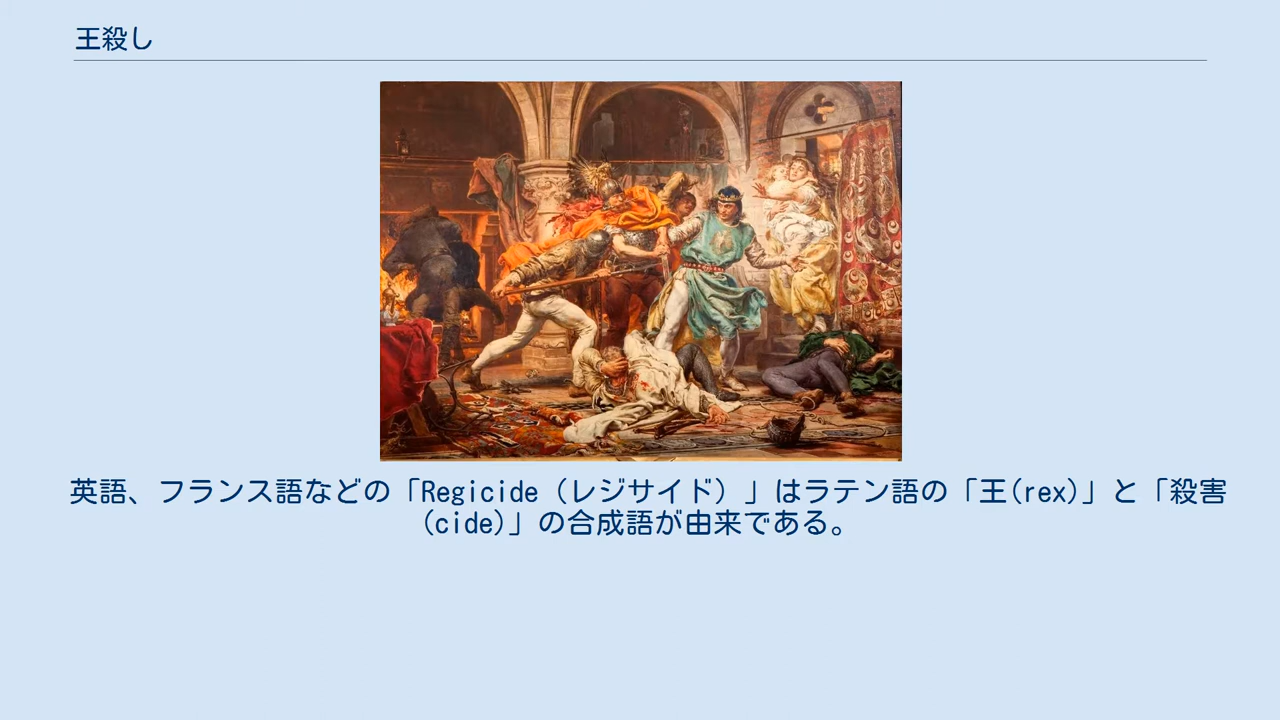 王殺し
英語、フランス語などの「Regicide（レジサイド）」はラテン語の「王(rex)」と「殺害
(cide)」の合成語が由来である。